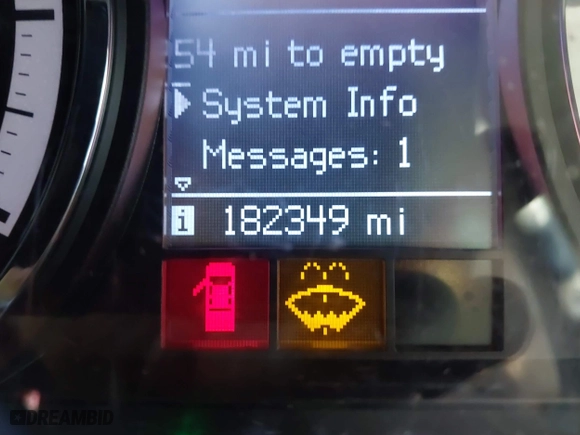 54 mi to empty
System Info
Messages: 1
i 182349 mi
DREAMBID